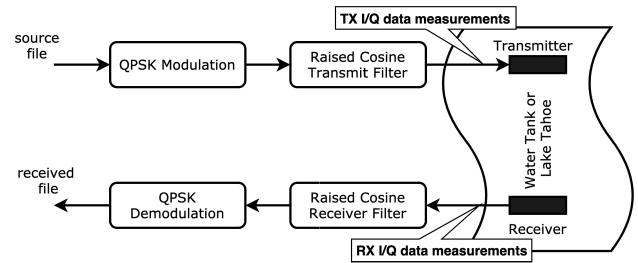 TX I/Q data measurements
source
file
QPSK Modulation
Raised Cosine
Transmit Filter
Transmitter
Water Tank or
Lake Tahoe
received
file
QPSK
Demodulation
Raised Cosine
Receiver Filter
Receiver
RX I/Q data measurements